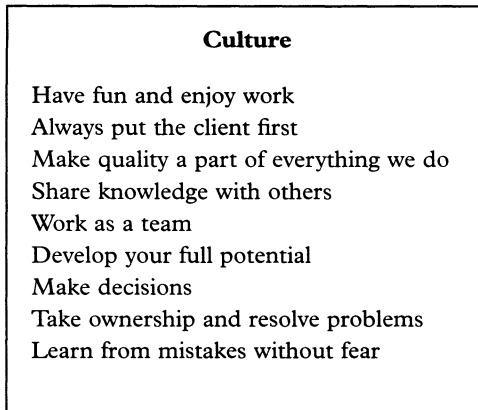 Culture
Have fun and enjoy work
Always put the client first
Make quality a part of everything we do
Share knowledge with others
Work as a team
Develop your full potential
Make decisions
Take ownership and resolve problems
Learn from mistakes without fear